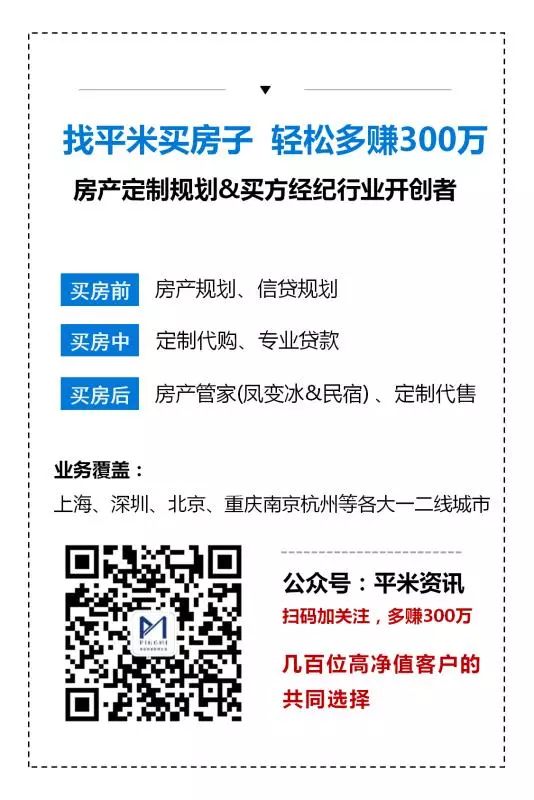 找平米买房子 轻松多赚300万
房产定制规划&买方经纪行业开创者
买房前 房产规划、信贷规划
买房中 定制代购、专业贷款
买房后 房产管家(凤变冰&民宿) 、定制代售
业务覆盖：
上海、深圳、北京、重庆南京杭州等各大一二线城市
公众号：平米资讯
扫码加关注，多赚300万
几百位高净值客户的
共同选择